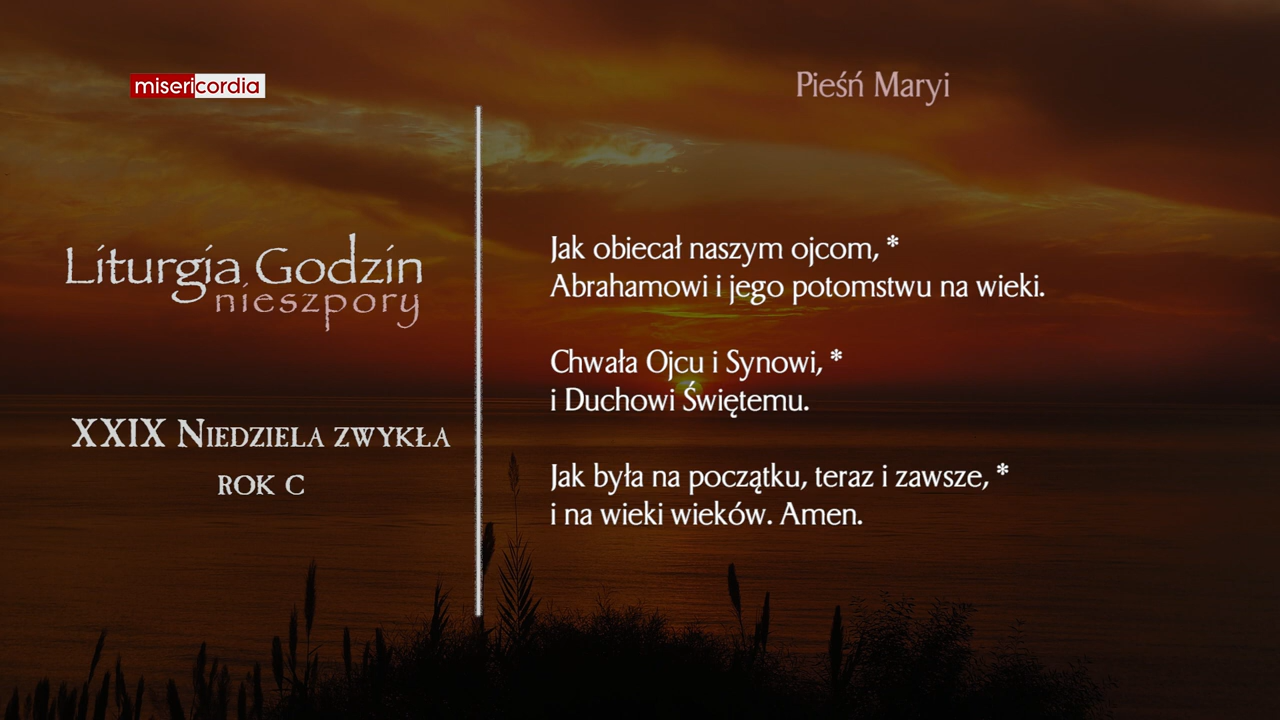 misericordia
Liturgia Godzin
nieszpory
XXIX Niedziela zwykła
rok C
Pieśń Maryi
Jak obiecał naszym ojcom, *
Abrahamowi i jego potomstwu na wieki.
Chwała Ojcu i Synowi, *
i Duchowi Świętemu.
Jak była na początku, teraz i zawsze, *
i na wieki wieków. Amen.